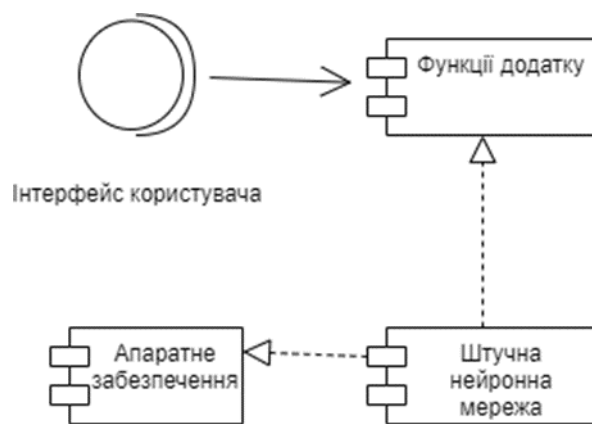 Функції додатку
Інтерфейс користувача
Апаратне
забезпечення
Штучна
нейронна
мережа